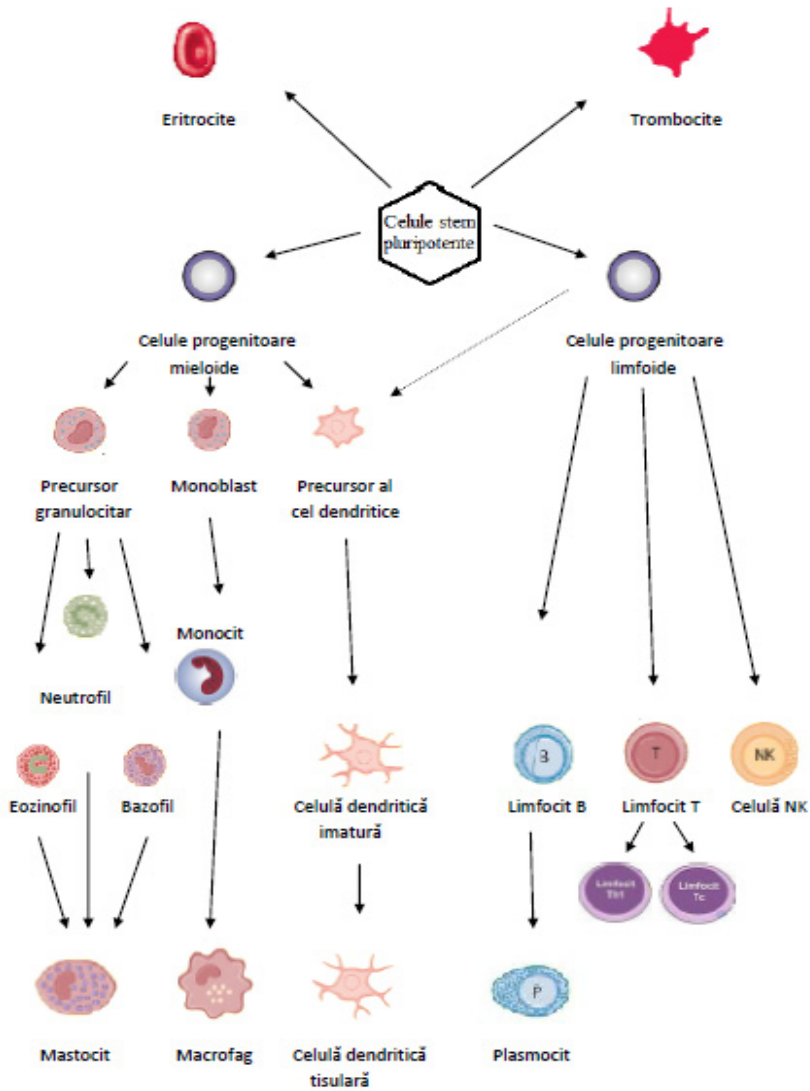 Eritrocite
Trombocite
Celule stem
pluripotente
Celule progenitoare
mieloide
Celule progenitoare
limfoide
Precursor
granulocitar
Monoblast
Precursor al
cel dendritice
Monocit
Neutrofil
B
T
NK
Eozinofil
Bazofil
Celulă dendritică
imatură
Limfocit B
Limfocit T
Celulă NK
Limfocit
Limfocit
Tc
P
Mastocit
Macrofag
Celulă dendritică
tisulară
Plasmocit